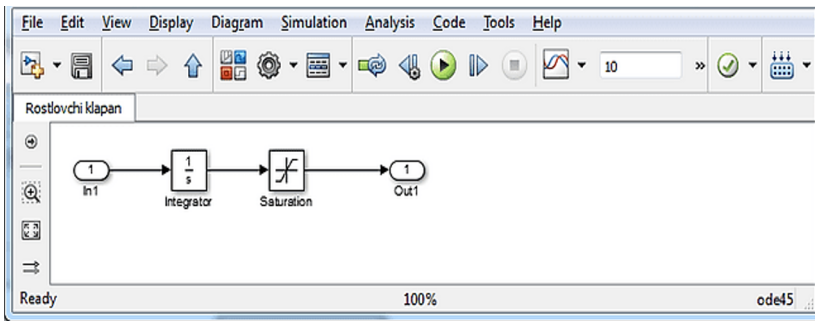 File Edit View Display Diagram Simulation Analysis Code Tools Help
10 »
Rostlovchi klapan
1 1 s 1
In1 Integrator Saturation Out1
Ready 100% ode45